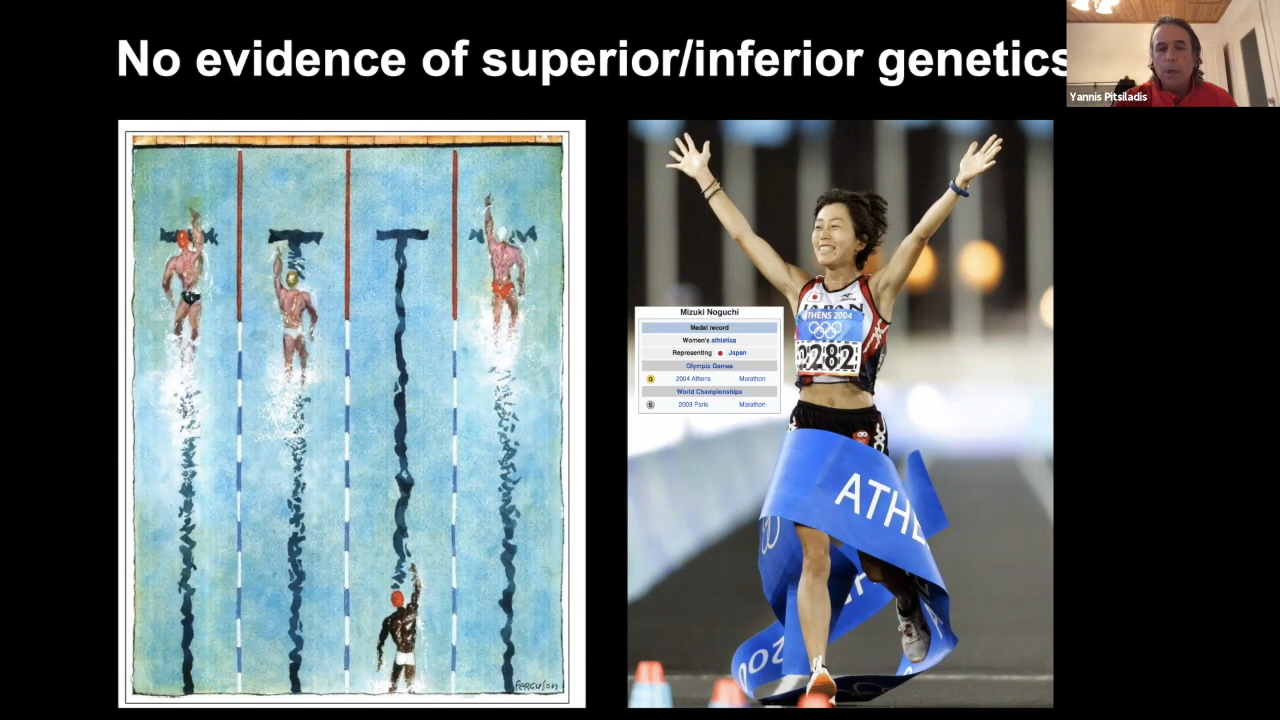 No evidence of superior/inferior genetics
Yannis Pitsiladis
Mizuki Noguchi
Medal record
Women's athletics
Representing Japan
Olympic Games
G 2004 Athens Marathon
World Championships
S 2003 Paris Marathon
JAPAN
ATHENS 2004
2282
ATHE
ferguson